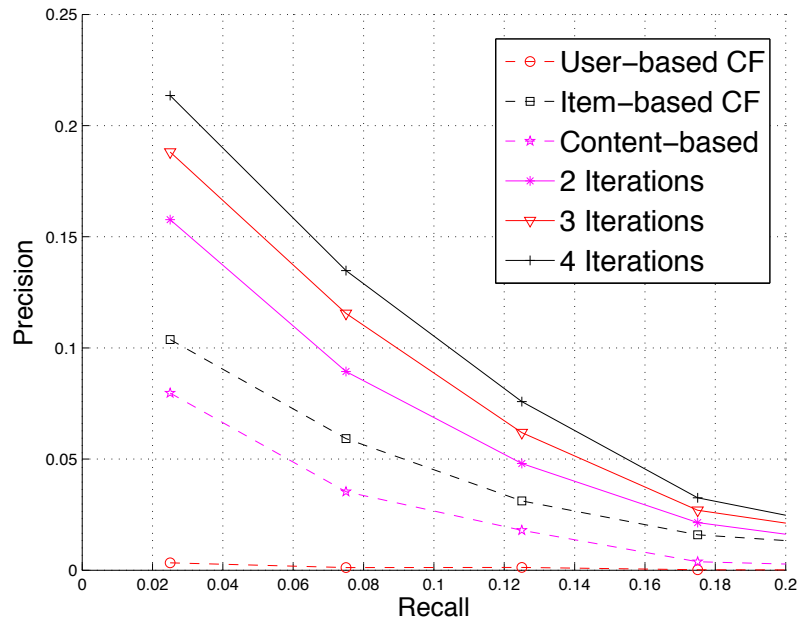 0.25
0.2
0.15
0.1
0.05
0
Precision
User-based CF
Item-based CF
Content-based
2 Iterations
3 Iterations
4 Iterations
0 0.02 0.04 0.06 0.08 0.1 0.12 0.14 0.16 0.18 0.2
Recall